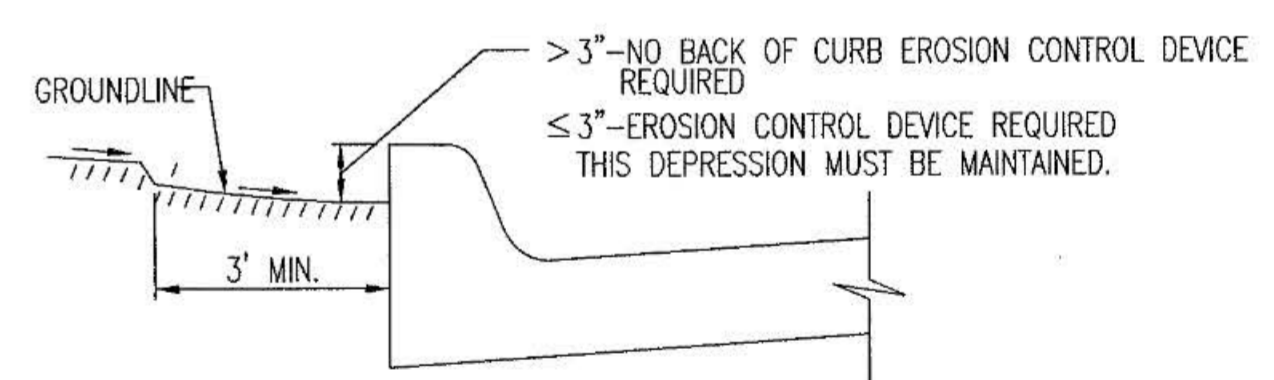 > 3"-NO BACK OF CURB EROSION CONTROL DEVICE
REQUIRED
GROUNDLINE
≤ 3"-EROSION CONTROL DEVICE REQUIRED
THIS DEPRESSION MUST BE MAINTAINED.
3' MIN.